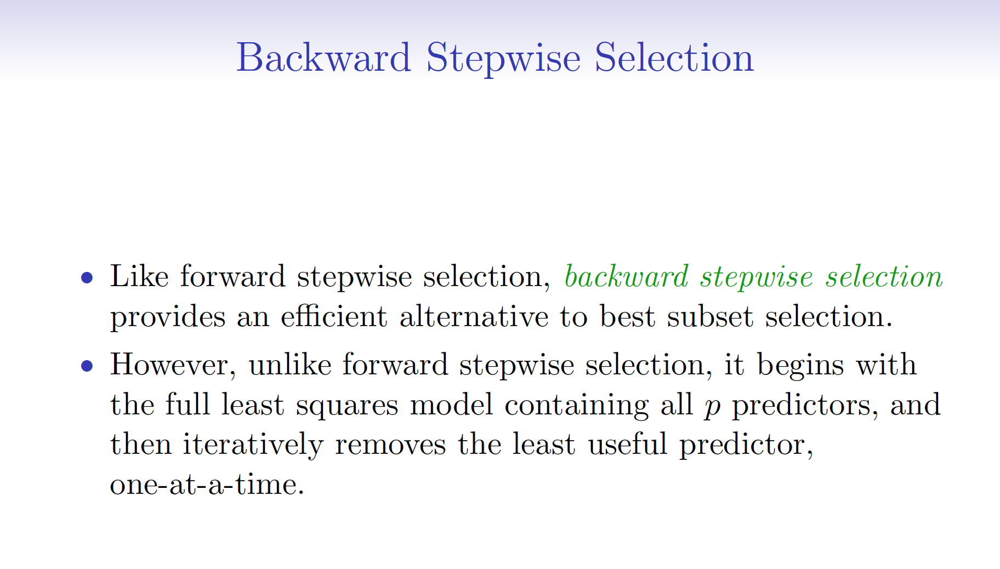 Backward Stepwise Selection
• Like forward stepwise selection, backward stepwise selection
provides an efficient alternative to best subset selection.
• However, unlike forward stepwise selection, it begins with
the full least squares model containing all p predictors, and
then iteratively removes the least useful predictor,
one-at-a-time.